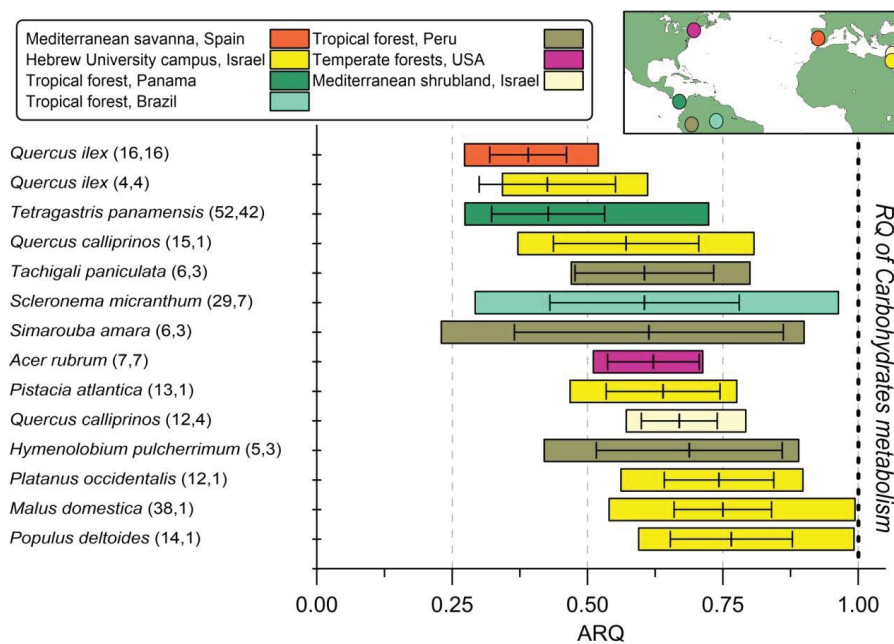 Mediterranean savanna, Spain
Tropical forest, Peru
Hebrew University campus, Israel
Temperate forests, USA
Tropical forest, Panama
Mediterranean shrubland, Israel
Tropical forest, Brazil
Quercus ilex (16,16)
Quercus ilex (4,4)
Tetragastris panamensis (52,42)
Quercus calliprinos (15,1)
Tachigali paniculata (6,3)
Scleronema micranthum (29,7)
Simarouba amara (6,3)
Acer rubrum (7,7)
Pistacia atlantica (13,1)
Quercus calliprinos (12,4)
Hymenolobium pulcherrimum (5,3)
Platanus occidentalis (12,1)
Malus domestica (38,1)
Populus deltoides (14,1)
RQ of Carbohydrates metabolism
0.00 0.25 0.50 0.75 1.00
ARQ